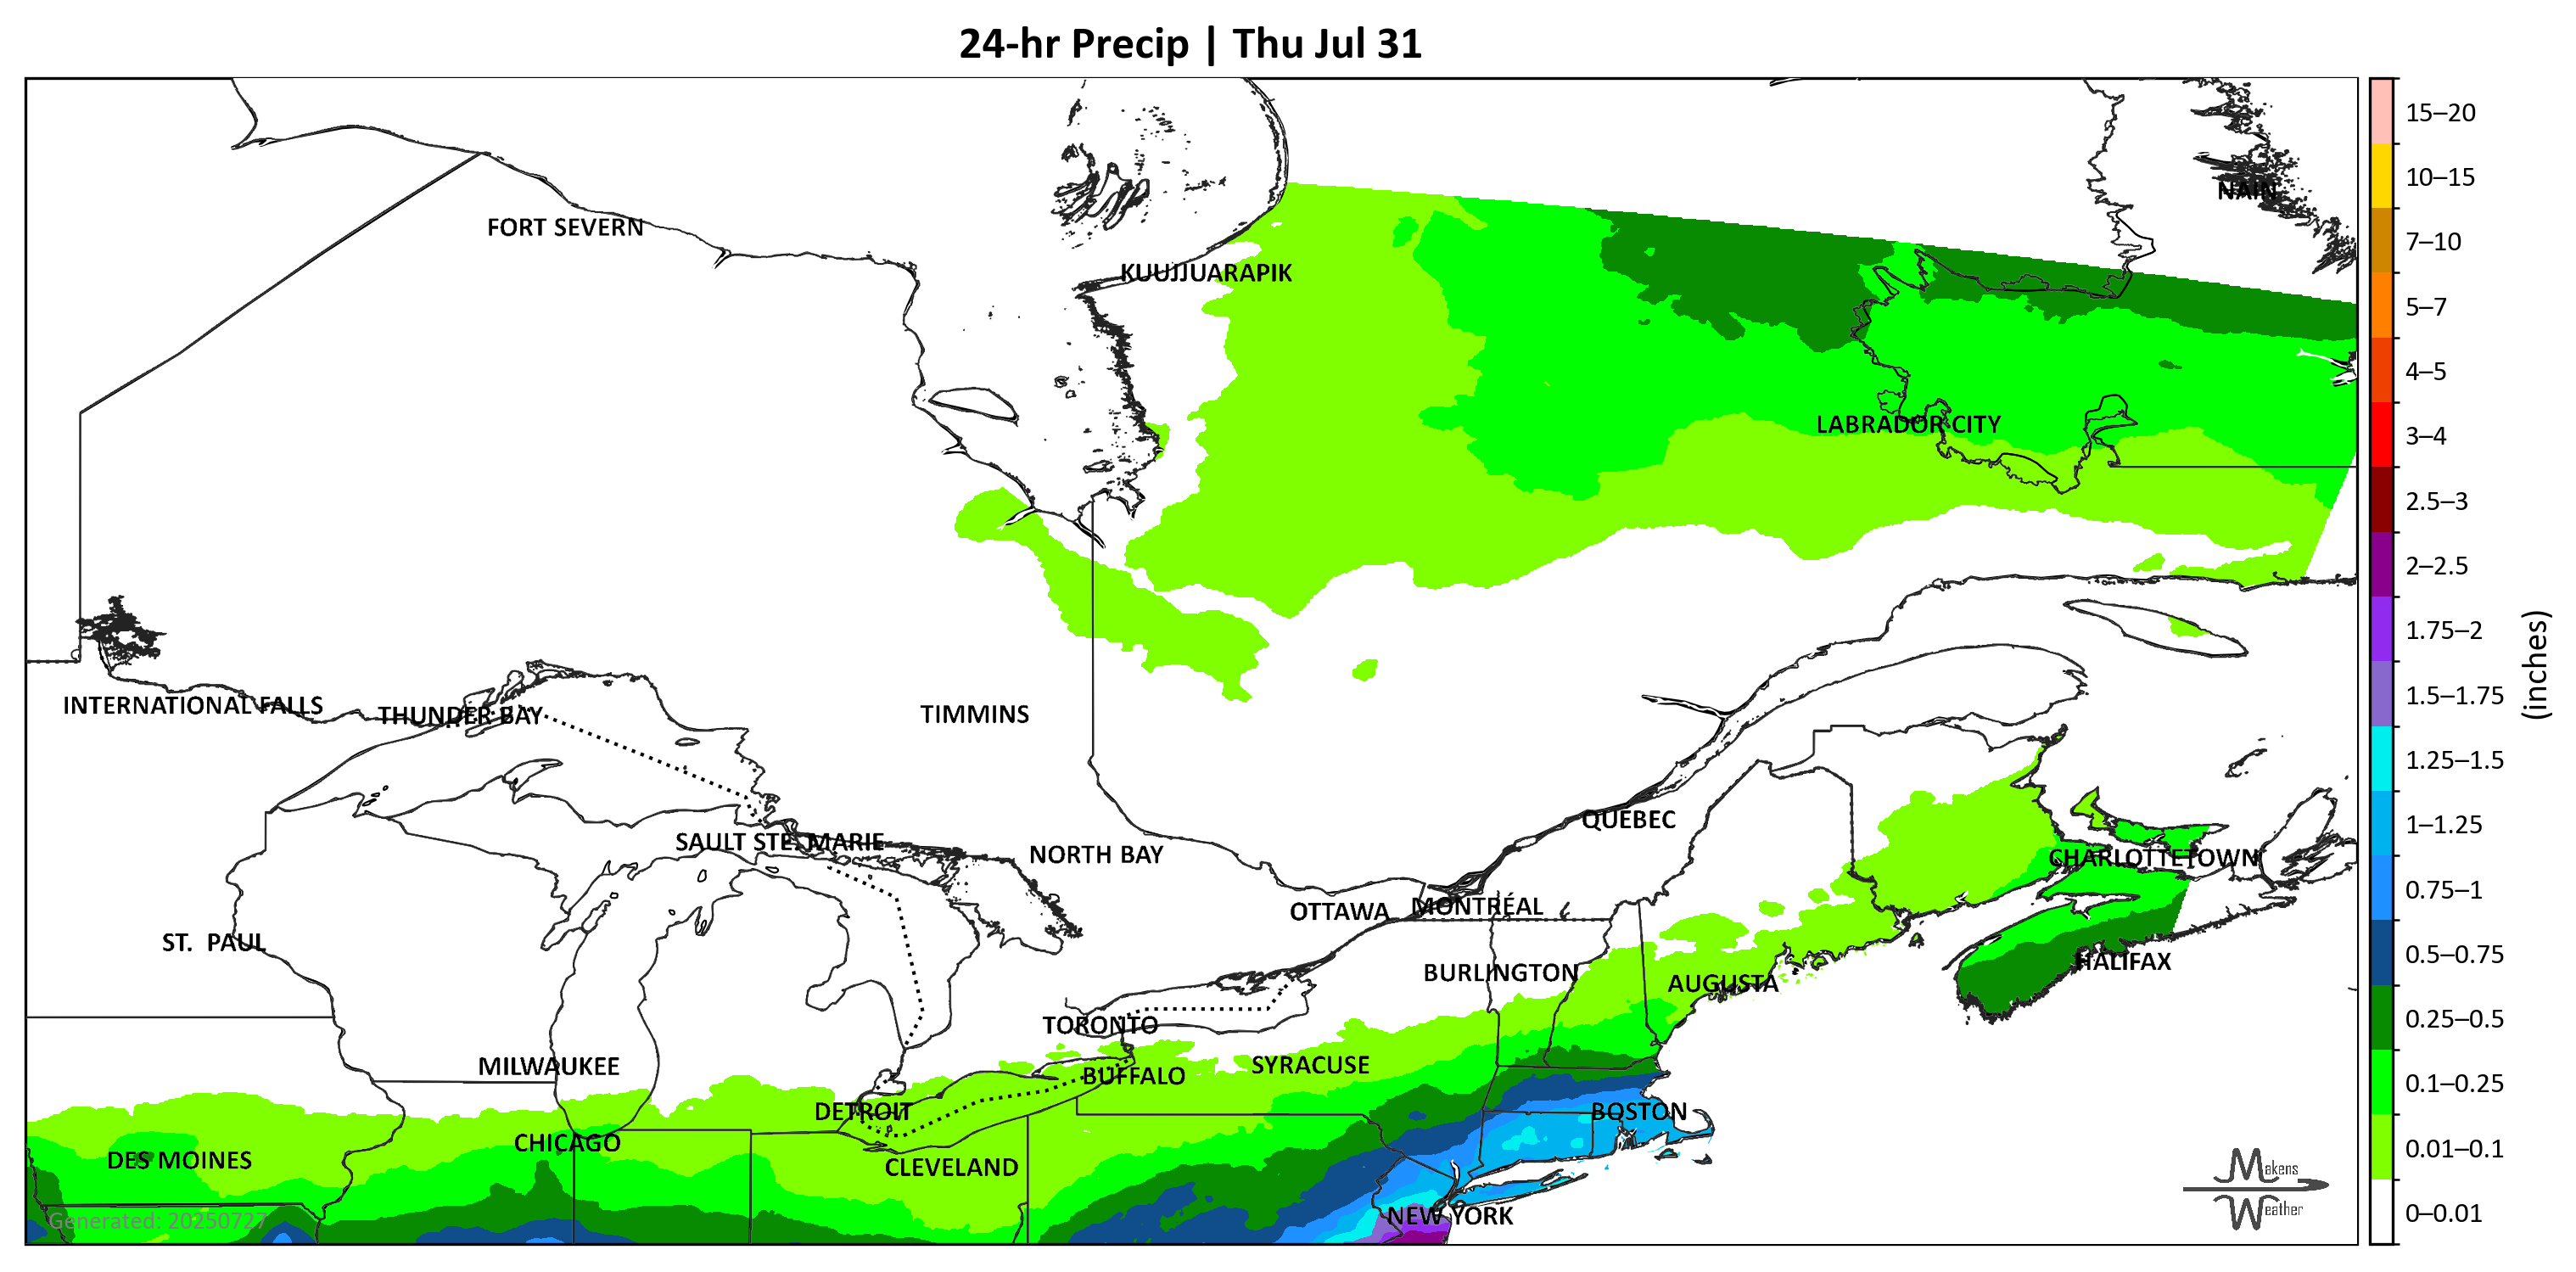 24-hr Precip | Thu Jul 31
15–20
10–15
NAIN
FORT SEVERN
7–10
KUUJJUARAPIK
5–7
4–5
LABRADOR CITY
3–4
2.5–3
2–2.5
1.75–2
(inches)
INTERNATIONAL FALLS
THUNDER BAY
TIMMINS
1.5–1.75
1.25–1.5
QUEBEC
1–1.25
SAULT STE. MARIE
NORTH BAY
CHARLOTTETOWN
0.75–1
OTTAWA
MONTRÉAL
ST. PAUL
0.5–0.75
HALIFAX
BURLINGTON
AUGUSTA
TORONTO
0.25–0.5
MILWAUKEE
SYRACUSE
BUFFALO
0.1–0.25
DETROIT
BOSTON
CHICAGO
DES MOINES
CLEVELAND
0.01–0.1
Makens
Weather
NEW YORK
Generated: 20250727
0–0.01